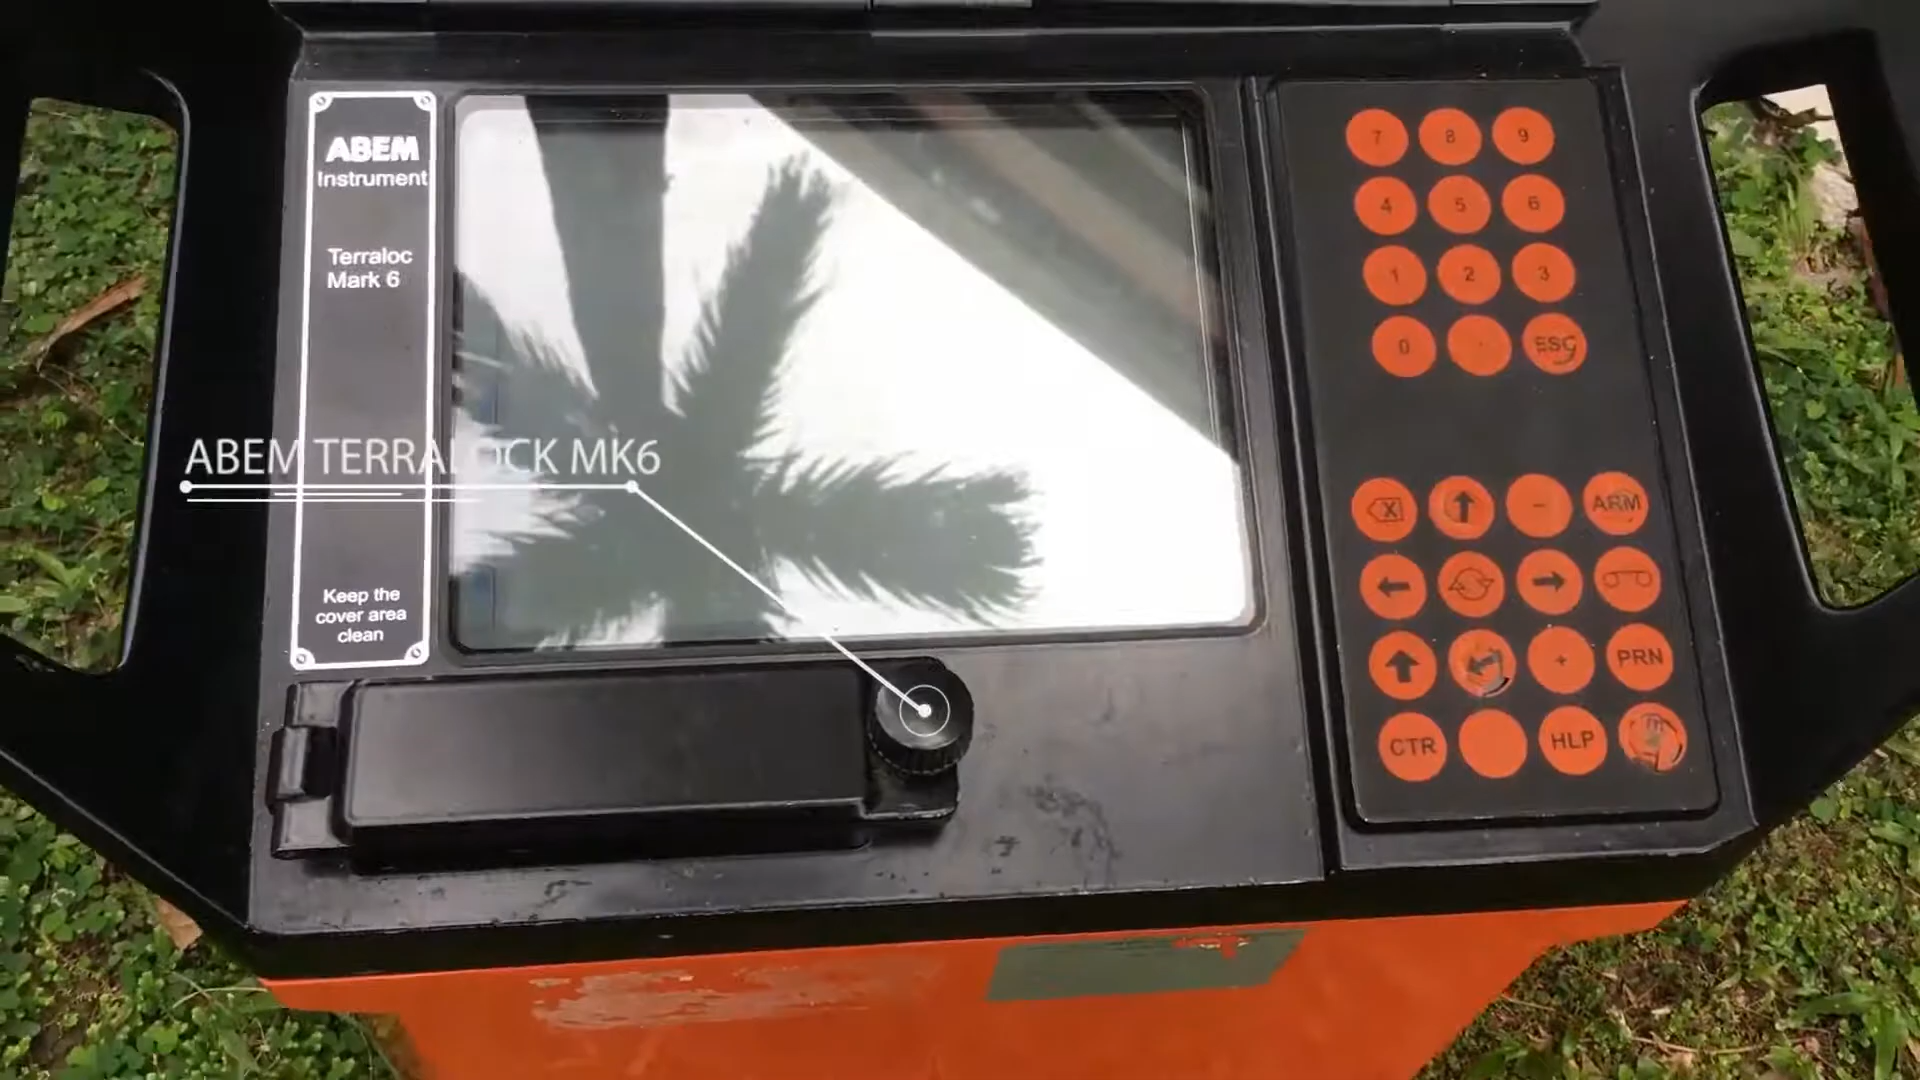 ABEM
Instrument
Terraloc
Mark 6
ABEM TERRALOCK MK6
Keep the
cover area
clean
7 8 9
4 5 6
1 2 3
0 . ESC
X - ARM
+ PRN
CTR HLP